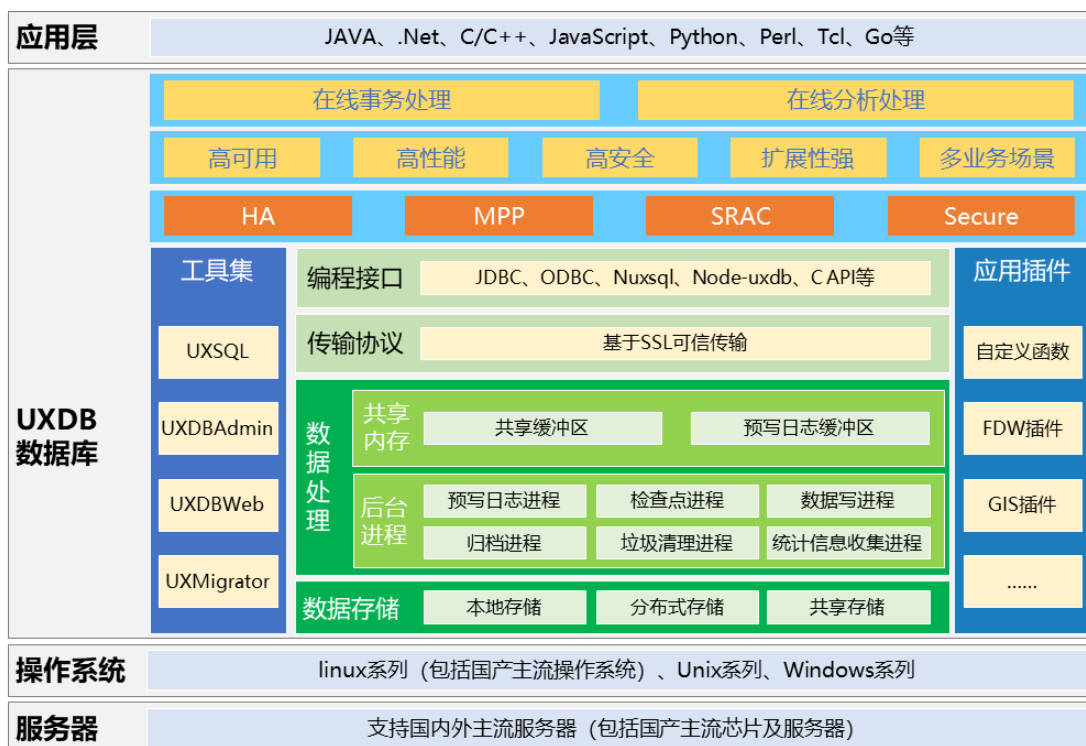 应用层
JAVA、.Net、C/C++、JavaScript、Python、Perl、Tcl、Go等
UXDB
数据库
在线事务处理
在线分析处理
高可用
高性能
高安全
扩展性强
多业务场景
HA
MPP
SRAC
Secure
工具集
UXSQL
UXDBAdmin
UXDBWeb
UXMigrator
编程接口
JDBC、ODBC、Nuxsql、Node-uxdb、C API等
传输协议
基于SSL可信传输
数据处理
共享
内存
共享缓冲区
预写日志缓冲区
后台
进程
预写日志进程
检查点进程
数据写进程
归档进程
垃圾清理进程
统计信息收集进程
数据存储
本地存储
分布式存储
共享存储
应用插件
自定义函数
FDW插件
GIS插件
......
操作系统
linux系列（包括国产主流操作系统）、Unix系列、Windows系列
服务器
支持国内外主流服务器（包括国产主流芯片及服务器）